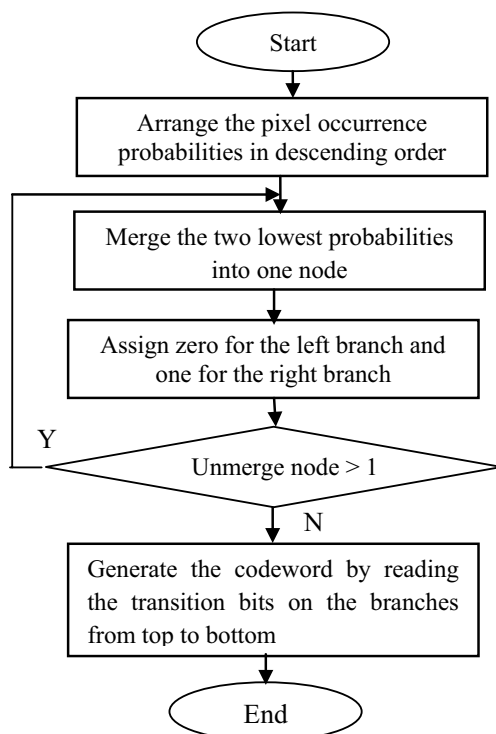 Start
Arrange the pixel occurrence
probabilities in descending order
Merge the two lowest probabilities
into one node
Assign zero for the left branch and
one for the right branch
Y
Unmerge node > 1
N
Generate the codeword by reading
the transition bits on the branches
from top to bottom
End